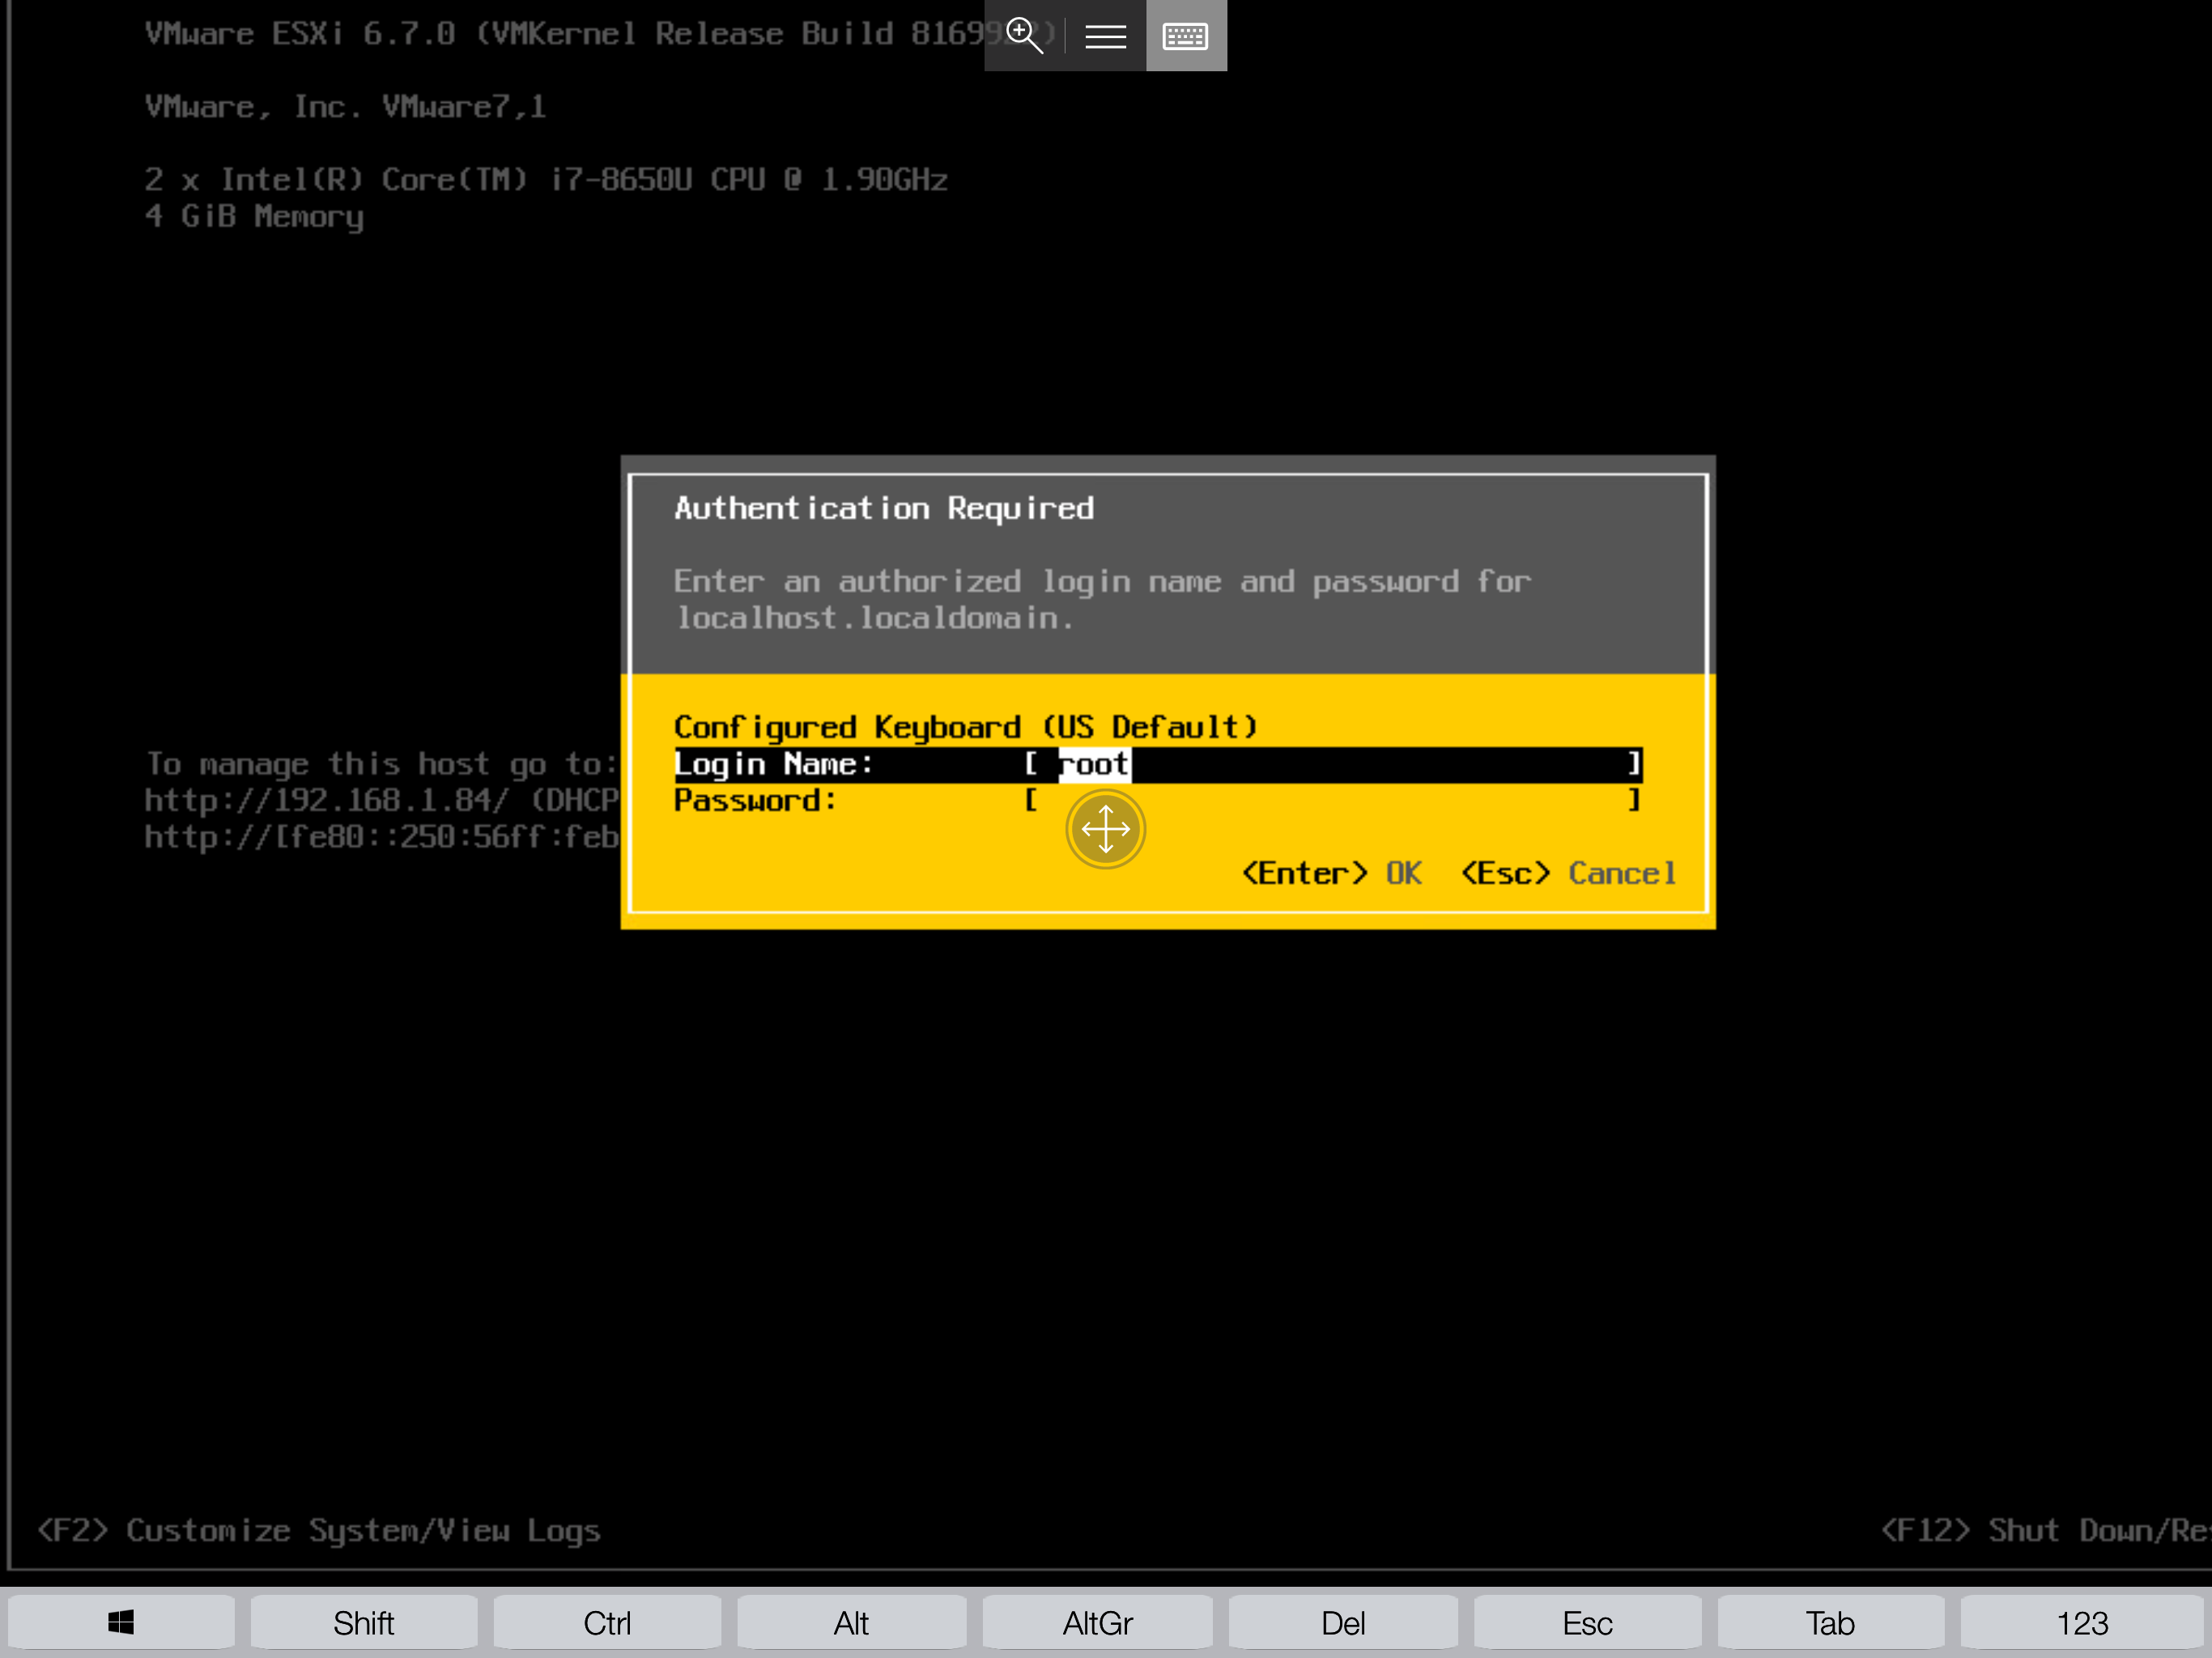 VMware ESXi 6.7.0 (VMKernel Release Build
VMware, Inc. VMware7,1
2 x Intel(R) Core(TM) i7-8650U CPU @ 1.90GHz
4 GiB Memory
Authentication Required
Enter an authorized login name and password for
localhost.localdomain.
Configured Keyboard (US Default)
Login Name: [ root ]
Password: [ ]
<Enter> OK <Esc> Cancel
To manage this host go to:
http://192.168.1.84/ (DHCP
http://[fe80::250:56ff:feb
<F2> Customize System/View Logs
<F12> Shut Down/Re
Shift Ctrl Alt AltGr Del Esc Tab 123